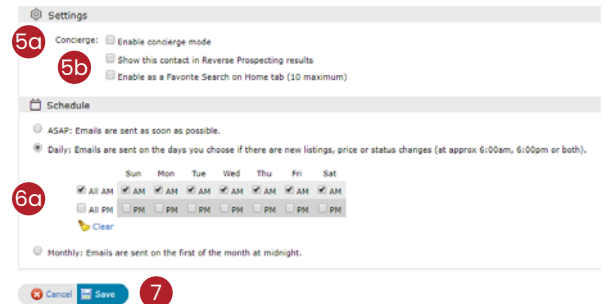 Settings
5a
Concierge: Enable concierge mode
5b
Show this contact in Reverse Prospecting results
Enable as a Favorite Search on Home tab (10 maximum)
Schedule
ASAP: Emails are sent as soon as possible.
Daily: Emails are sent on the days you choose if there are new listings, price or status changes (at approx 6:00am, 6:00pm or both).
Sun Mon Tue Wed Thu Fri Sat
6a
All AM AM AM AM AM AM AM AM
All PM PM PM PM PM PM PM PM
Clear
Monthly: Emails are sent on the first of the month at midnight.
Cancel Save 7